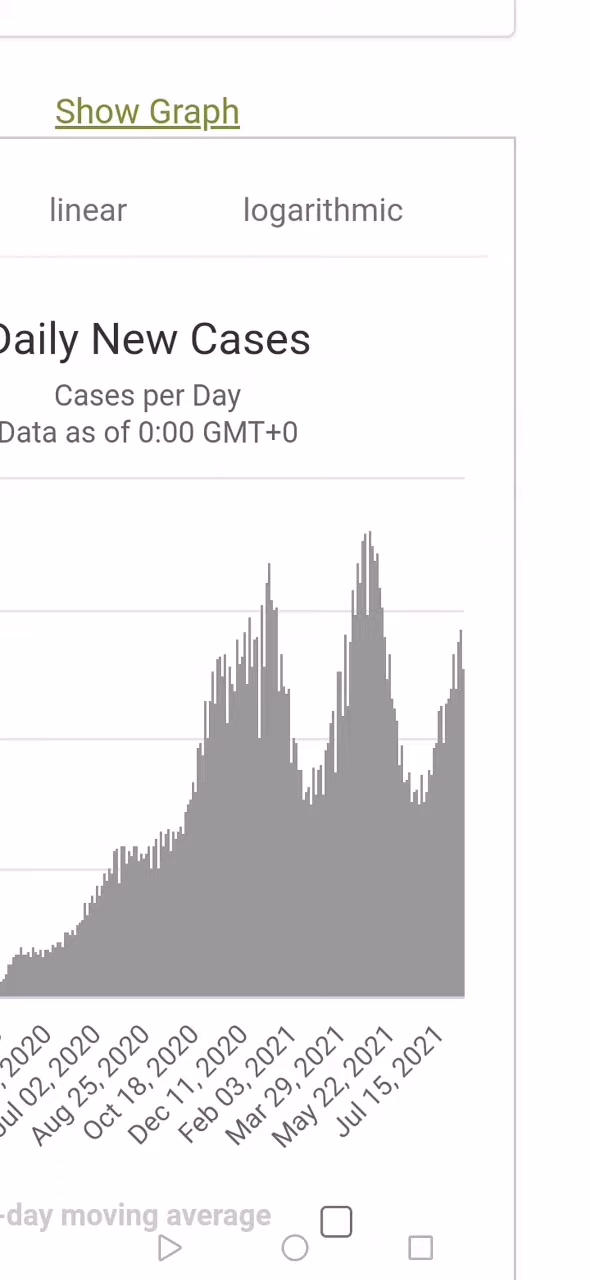 Show Graph
linear logarithmic
Daily New Cases
Cases per Day
Data as of 0:00 GMT+0
2020
Jul 02, 2020
Aug 25, 2020
Oct 18, 2020
Dec 11, 2020
Feb 03, 2021
Mar 29, 2021
May 22, 2021
Jul 15, 2021
-day moving average